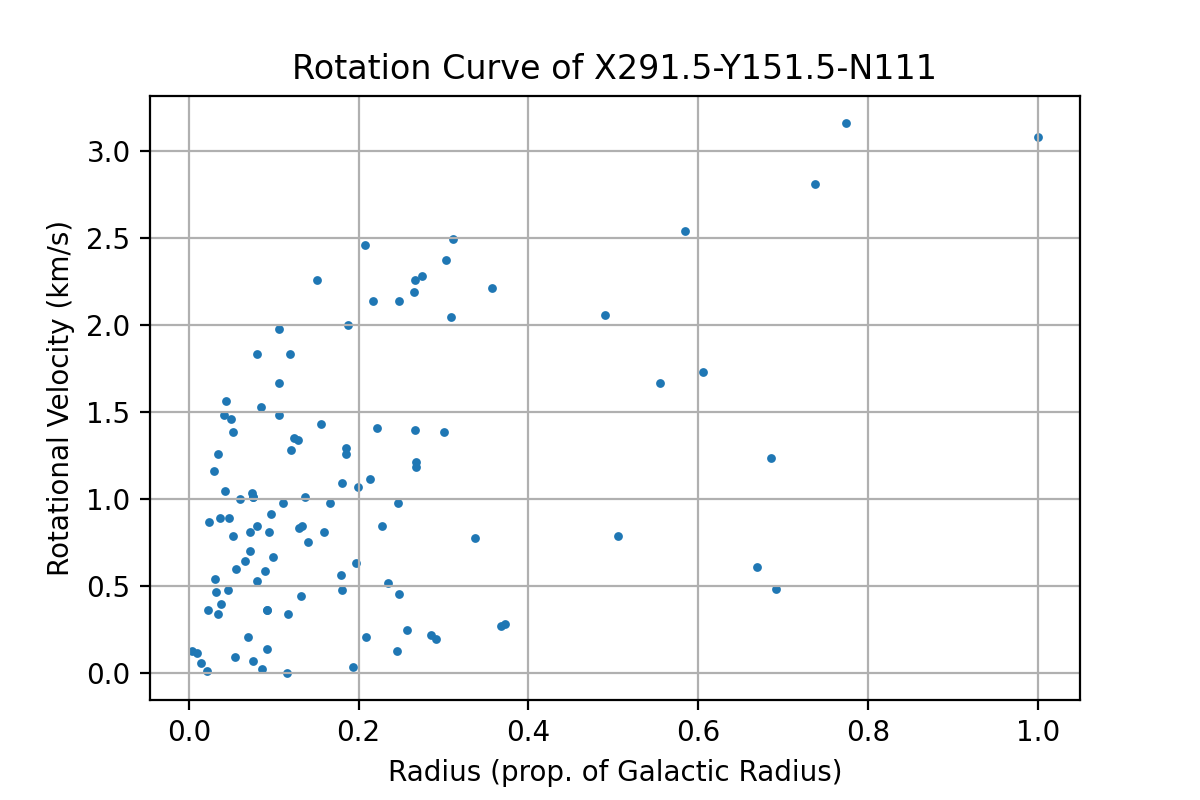 Rotation Curve of X291.5-Y151.5-N111
3.0
2.5
2.0
1.5
1.0
0.5
0.0
Rotational Velocity (km/s)
0.0 0.2 0.4 0.6 0.8 1.0
Radius (prop. of Galactic Radius)